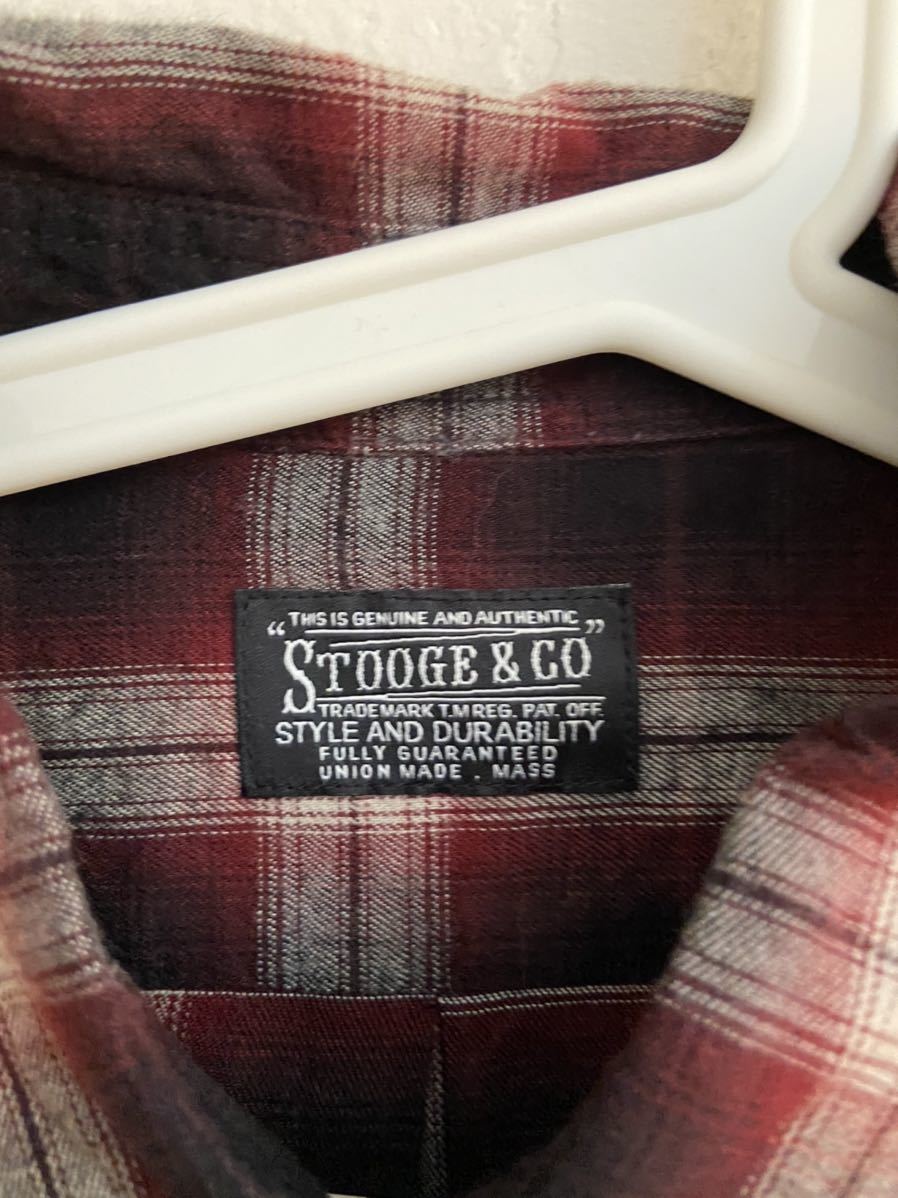 THIS IS GENUINE AND AUTHENTIC
"STOOGE & CO"
TRADEMARK T.M REG. PAT. OFF
STYLE AND DURABILITY
FULLY GUARANTEED
UNION MADE . MASS